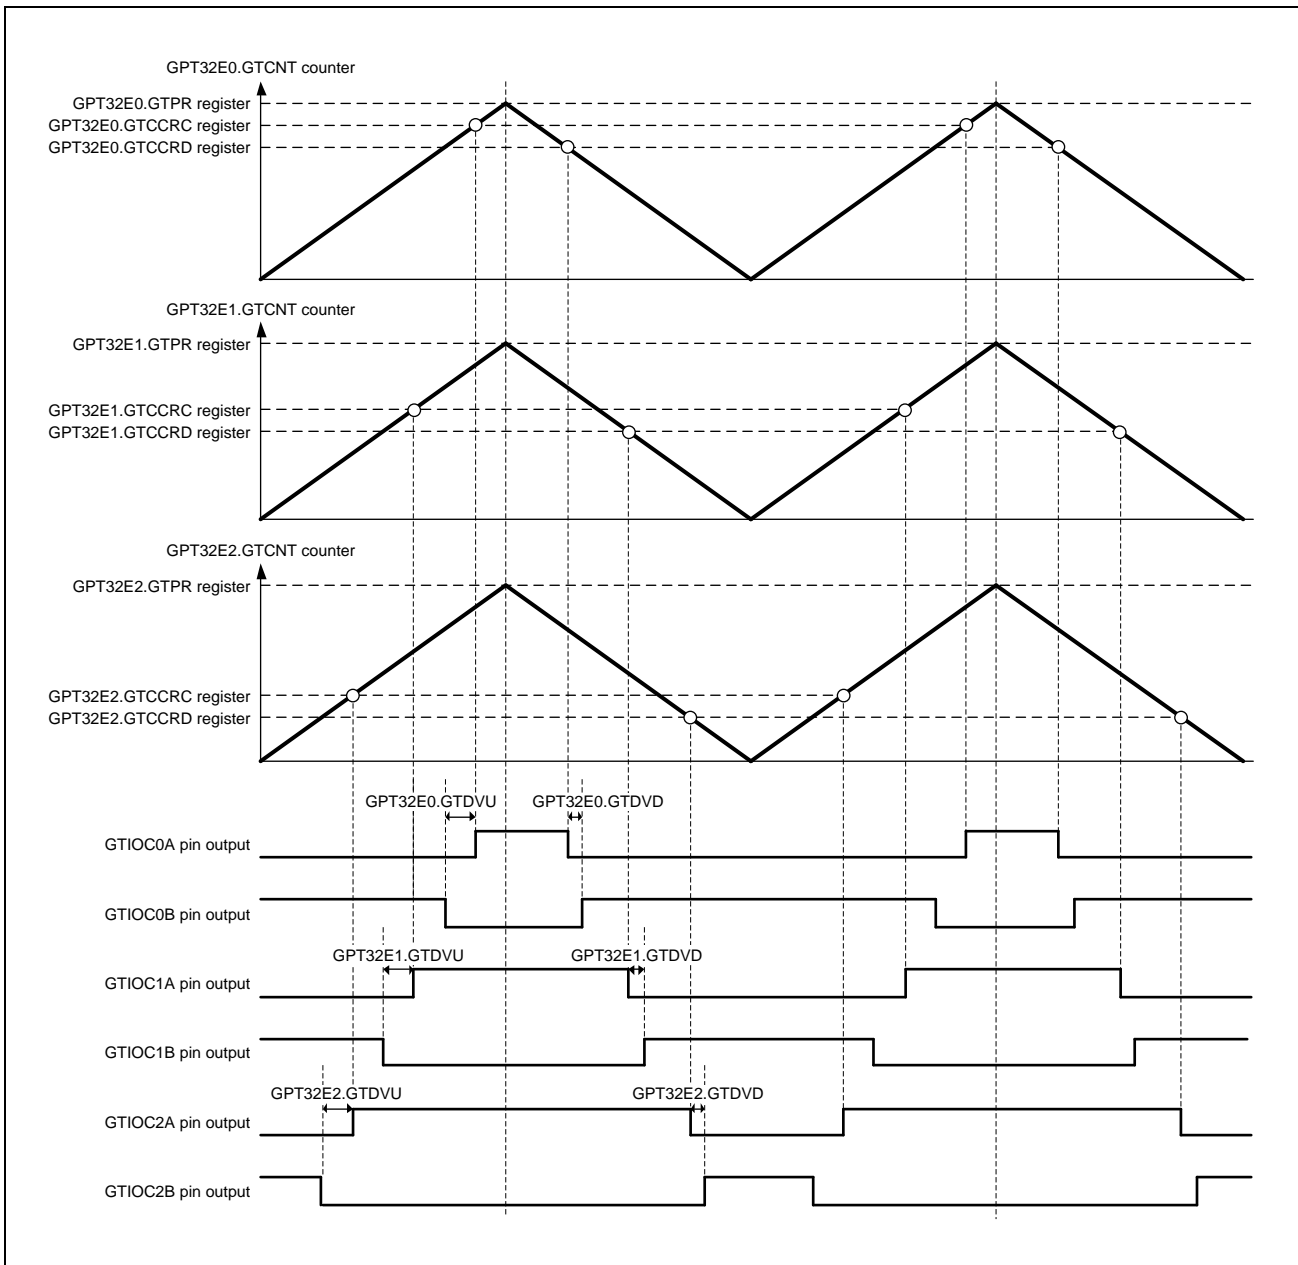 GPT32E0.GTCNT counter
GPT32E0.GTPR register
GPT32E0.GTCCRC register
GPT32E0.GTCCRD register
GPT32E1.GTCNT counter
GPT32E1.GTPR register
GPT32E1.GTCCRC register
GPT32E1.GTCCRD register
GPT32E2.GTCNT counter
GPT32E2.GTPR register
GPT32E2.GTCCRC register
GPT32E2.GTCCRD register
GPT32E0.GTDVU GPT32E0.GTDVD
GTIOC0A pin output
GTIOC0B pin output
GPT32E1.GTDVU GPT32E1.GTDVD
GTIOC1A pin output
GTIOC1B pin output
GPT32E2.GTDVU GPT32E2.GTDVD
GTIOC2A pin output
GTIOC2B pin output